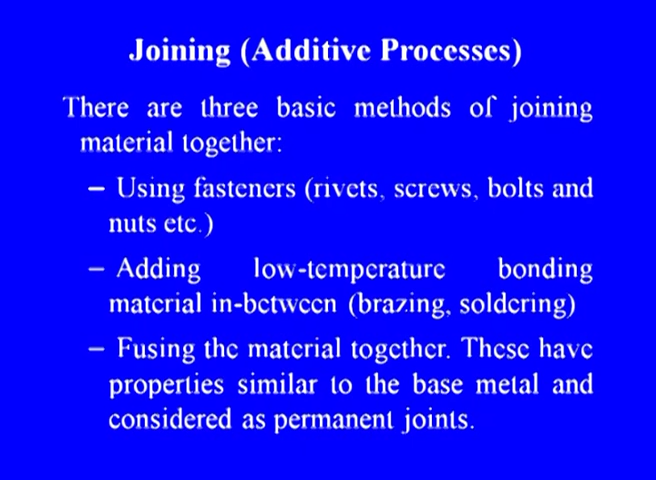 Joining (Additive Processes)
There are three basic methods of joining
material together:
– Using fasteners (rivets, screws, bolts and
nuts etc.)
– Adding low-temperature bonding
material in-between (brazing, soldering)
– Fusing the material together. These have
properties similar to the base metal and
considered as permanent joints.